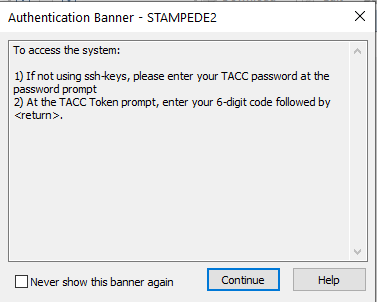 Authentication Banner - STAMPEDE2
To access the system:
1) If not using ssh-keys, please enter your TACC password at the
password prompt
2) At the TACC Token prompt, enter your 6-digit code followed by
<return>.
Never show this banner again
Continue
Help